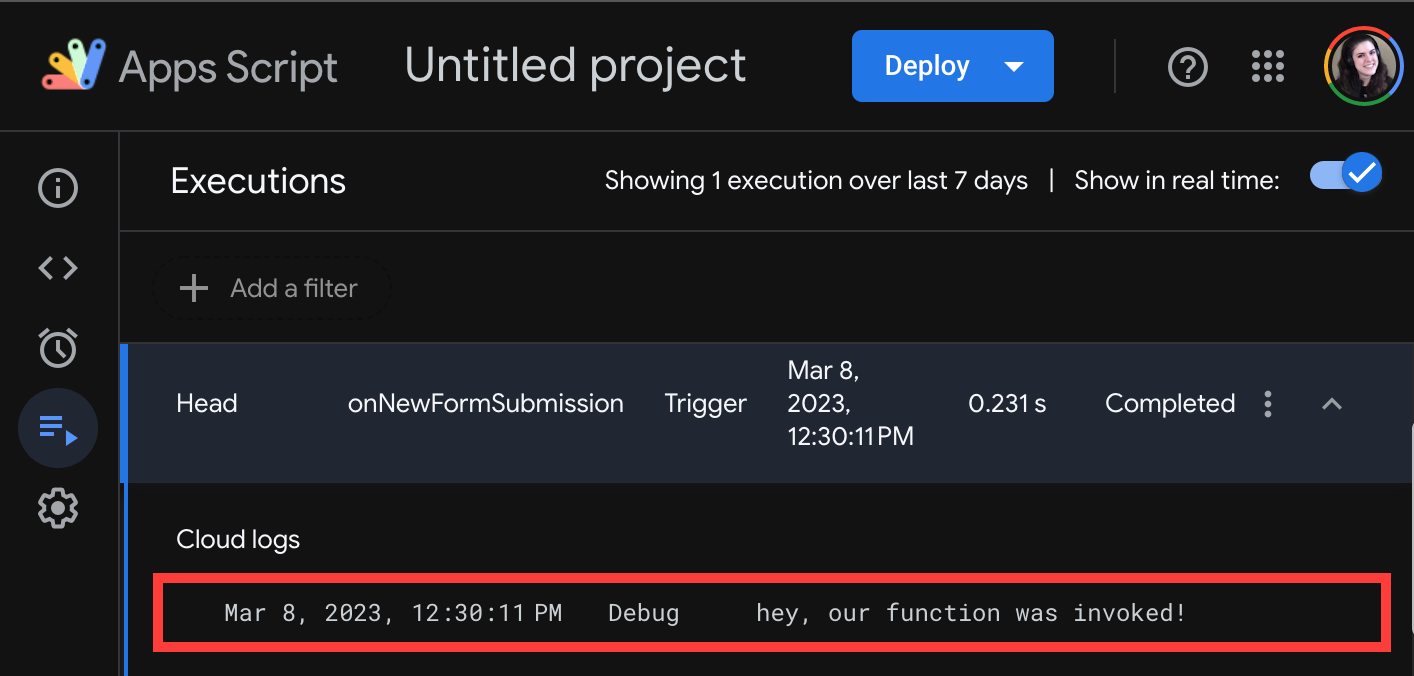 Apps Script Untitled project Deploy
Executions Showing 1 execution over last 7 days | Show in real time:
Add a filter
Head onNewFormSubmission Trigger Mar 8, 2023, 12:30:11 PM 0.231 s Completed
Cloud logs
Mar 8, 2023, 12:30:11 PM Debug hey, our function was invoked!